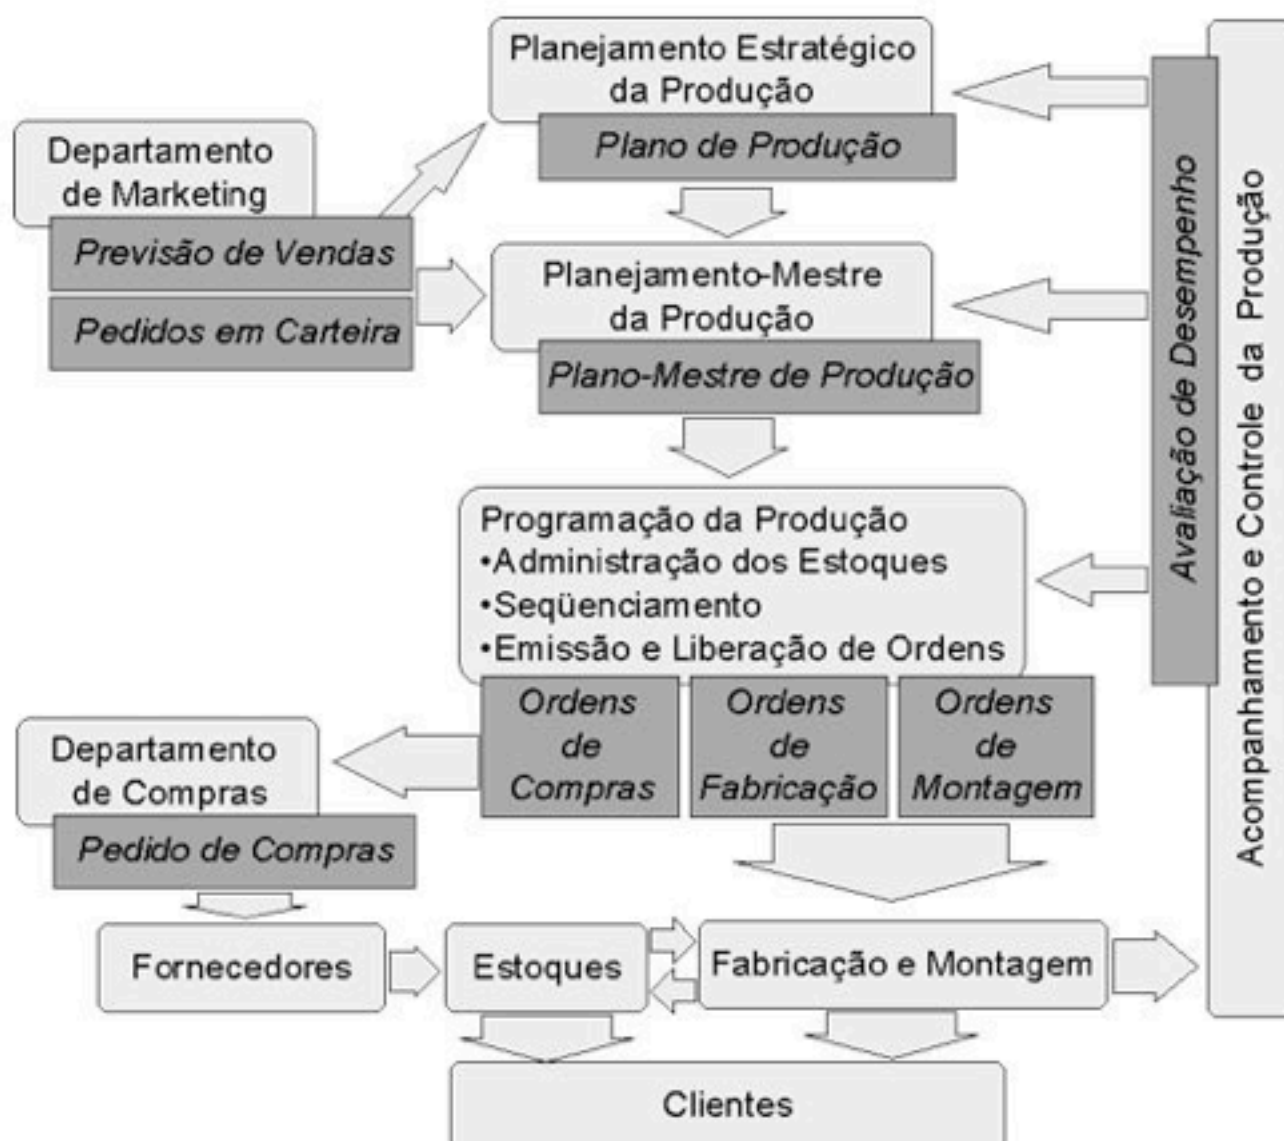 Planejamento Estratégico
da Produção
Plano de Produção
Departamento
de Marketing
Previsão de Vendas
Pedidos em Carteira
Planejamento-Mestre
da Produção
Plano-Mestre de Produção
Programação da Produção
•Administração dos Estoques
•Seqüenciamento
•Emissão e Liberação de Ordens
Ordens
de
Compras
Ordens
de
Fabricação
Ordens
de
Montagem
Departamento
de Compras
Pedido de Compras
Fornecedores
Estoques
Fabricação e Montagem
Clientes
Avaliação de Desempenho
Acompanhamento e Controle da Produção